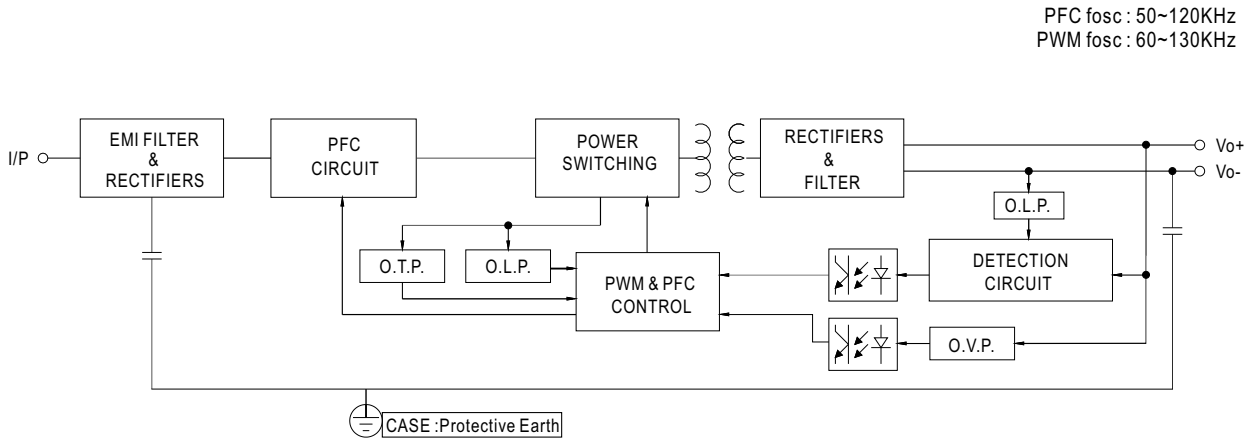 PFC fosc : 50~120KHz
PWM fosc : 60~130KHz
I/P
EMI FILTER
&
RECTIFIERS
PFC
CIRCUIT
POWER
SWITCHING
RECTIFIERS
&
FILTER
Vo+
Vo-
O.L.P.
O.T.P.
O.L.P.
PWM & PFC
CONTROL
DETECTION
CIRCUIT
O.V.P.
CASE :Protective Earth